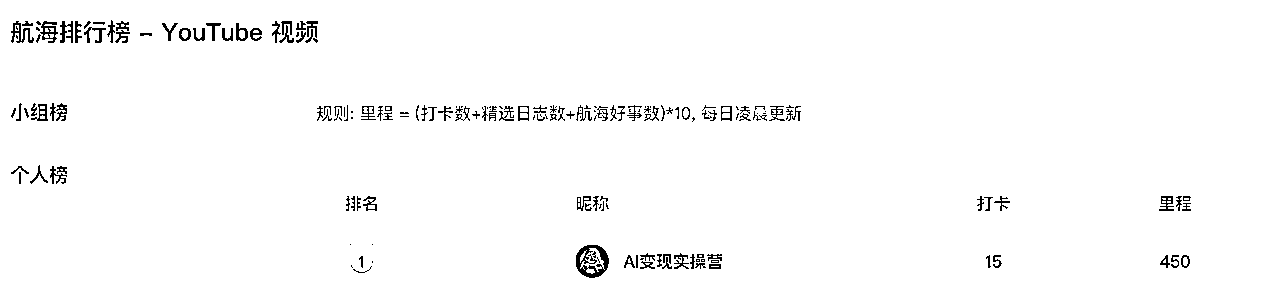 航海排行榜 – YouTube 视频
小组榜 规则: 里程 = (打卡数+精选日志数+航海好事数)*10, 每日凌晨更新
个人榜
排名 昵称 打卡 里程
1 AI变现实操营 15 450